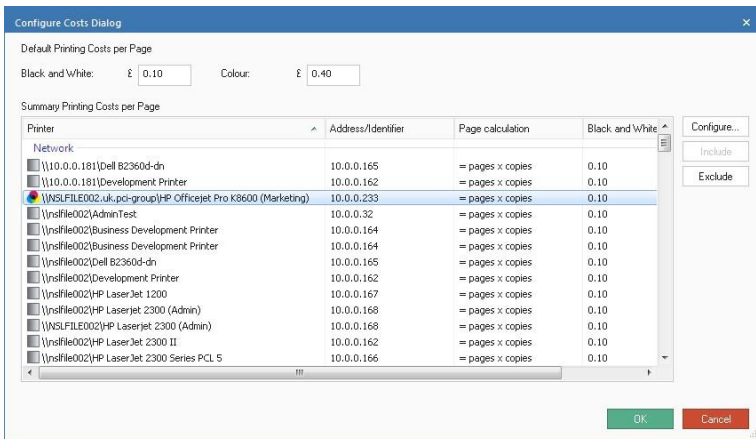 Configure Costs Dialog
Default Printing Costs per Page
Black and White: £ 0.10 Colour: £ 0.40
Summary Printing Costs per Page
Printer Address/Identifier Page calculation Black and White
Configure...
Network
Include
\\10.0.0.181\Dell B2360d-dn 10.0.0.165 = pages x copies 0.10
Exclude
\\10.0.0.181\Development Printer 10.0.0.162 = pages x copies 0.10
\\NSLFILE002.uk.pci-group\HP Officejet Pro K8600 (Marketing) 10.0.0.233 = pages x copies 0.10
\\nslfile002\AdminTest 10.0.0.32 = pages x copies 0.10
\\nslfile002\Business Development Printer 10.0.0.164 = pages x copies 0.10
\\nslfile002\Business Development Printer 10.0.0.164 = pages x copies 0.10
\\nslfile002\Dell B2360d-dn 10.0.0.165 = pages x copies 0.10
\\nslfile002\Development Printer 10.0.0.162 = pages x copies 0.10
\\nslfile002\HP LaserJet 1200 10.0.0.167 = pages x copies 0.10
\\nslfile002\HP Laserjet 2300 (Admin) 10.0.0.168 = pages x copies 0.10
\\NSLFILE002\HP Laserjet 2300 (Admin) 10.0.0.168 = pages x copies 0.10
\\nslfile002\HP LaserJet 2300 II 10.0.0.162 = pages x copies 0.10
\\nslfile002\HP LaserJet 2300 Series PCL 5 10.0.0.166 = pages x copies 0.10
OK Cancel